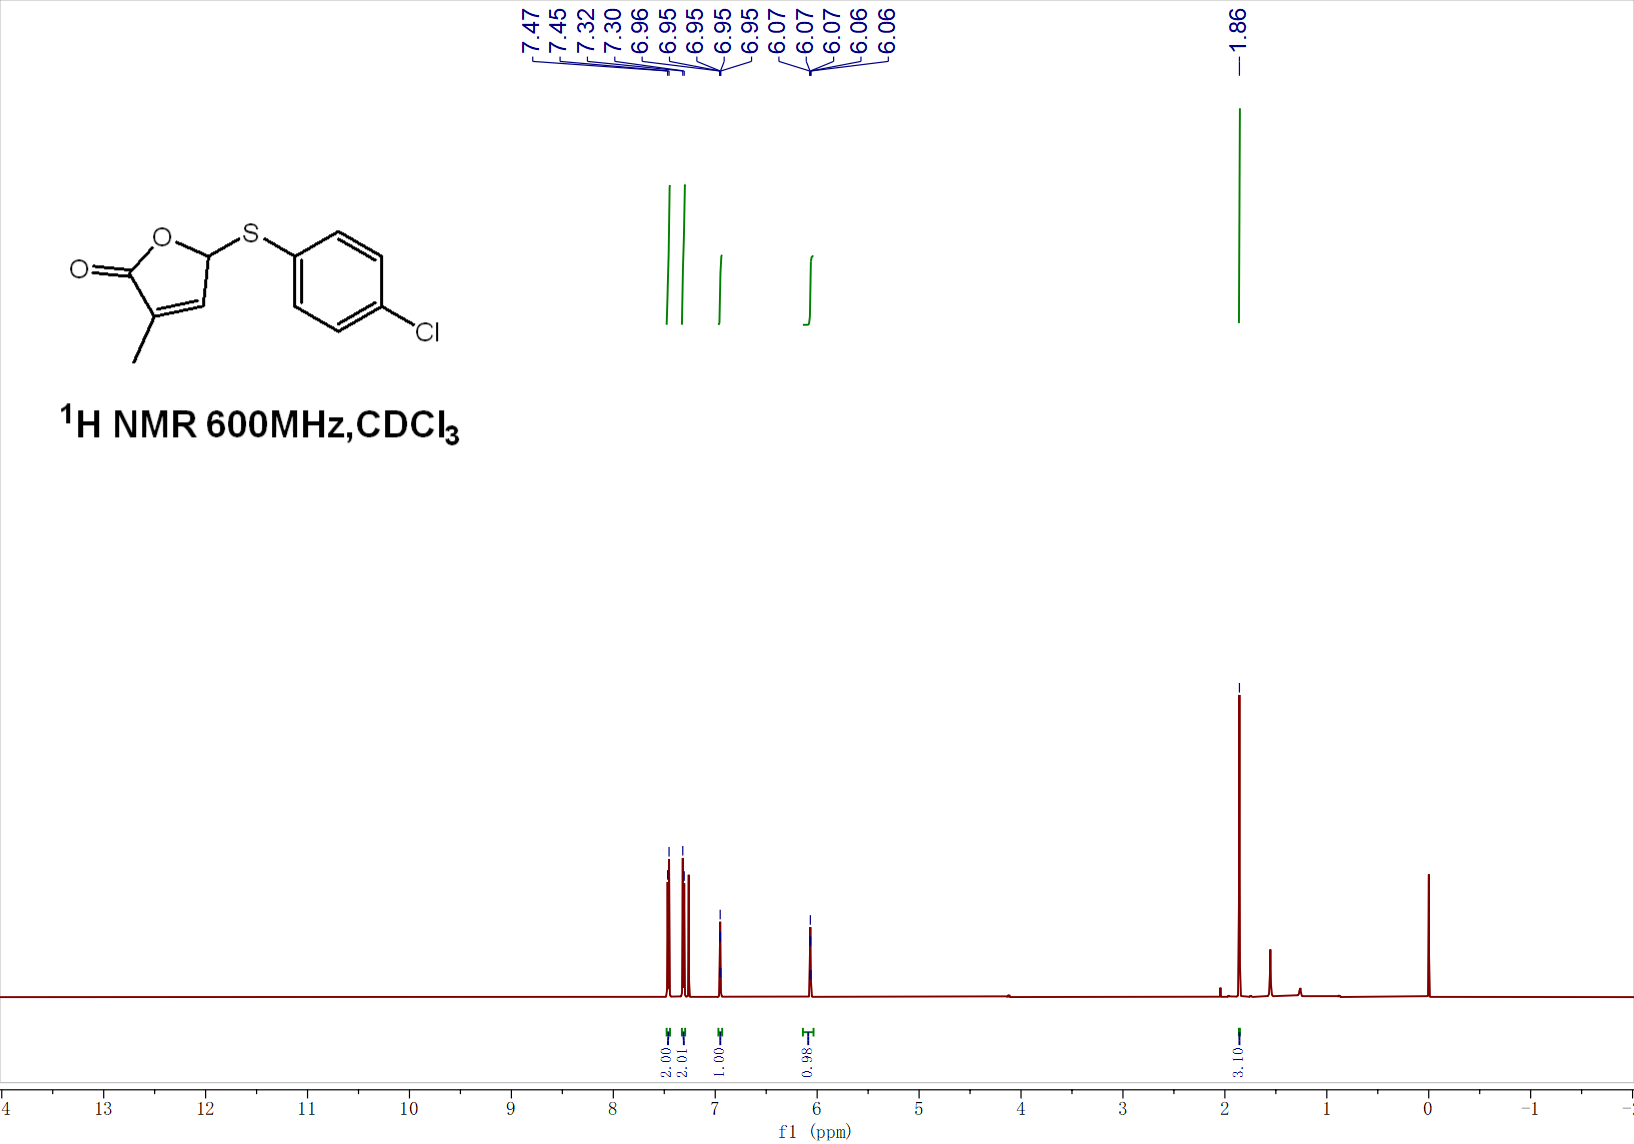 7.47 7.45 7.32 7.30 6.96 6.95 6.95 6.95 6.95 6.07 6.07 6.07 6.06 6.06 1.86
O S
O
Cl
¹H NMR 600MHz,CDCl₃
2.00 2.01 1.00 0.98 3.10
4 13 12 11 10 9 8 7 6 5 4 3 2 1 0 -1
f1 (ppm)